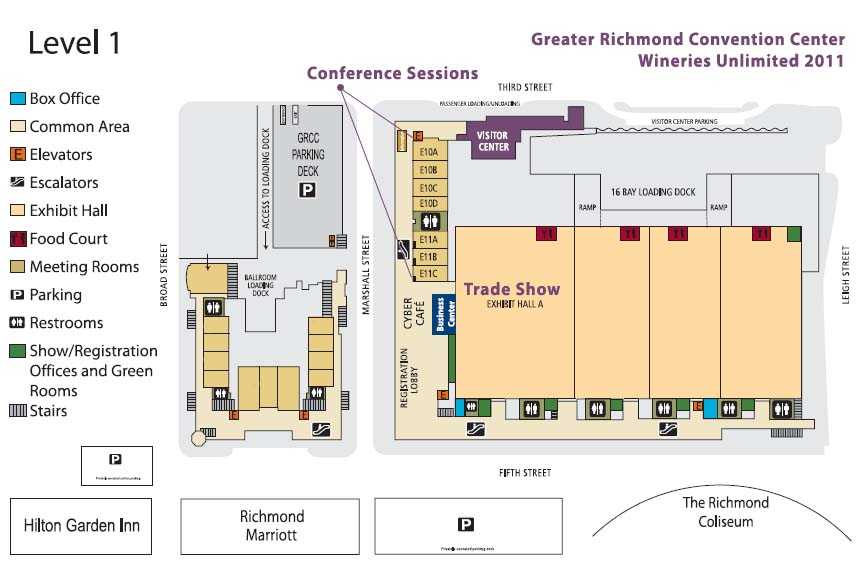 Level 1
Greater Richmond Convention Center
Wineries Unlimited 2011
Conference Sessions
THIRD STREET
PASSENGER LOADING/UNLOADING
VISITOR CENTER PARKING
Box Office
Common Area
Elevators
Escalators
Exhibit Hall
Food Court
Meeting Rooms
Parking
Restrooms
Show/Registration
Offices and Green
Rooms
Stairs
BROAD STREET
ACCESS TO LOADING DOCK
GRCC
PARKING
DECK
P
BALLROOM
LOADING
DOCK
MARSHALL STREET
E
VISITOR
CENTER
E10A
E10B
E10C
E10D
E11A
E11B
E11C
16 BAY LOADING DOCK
RAMP
RAMP
LEIGH STREET
Trade Show
EXHIBIT HALL A
CYBER
CAFÉ
Business
Center
REGISTRATION
LOBBY
E
E
E
E
FIFTH STREET
P
Hilton Garden Inn
Richmond
Marriott
P
Privately operated parking deck
The Richmond
Coliseum